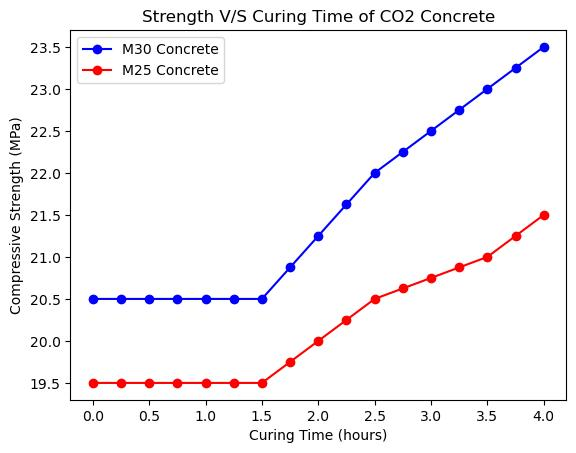 Strength V/S Curing Time of CO2 Concrete
M30 Concrete
M25 Concrete
Compressive Strength (MPa)
23.5
23.0
22.5
22.0
21.5
21.0
20.5
20.0
19.5
0.0 0.5 1.0 1.5 2.0 2.5 3.0 3.5 4.0
Curing Time (hours)